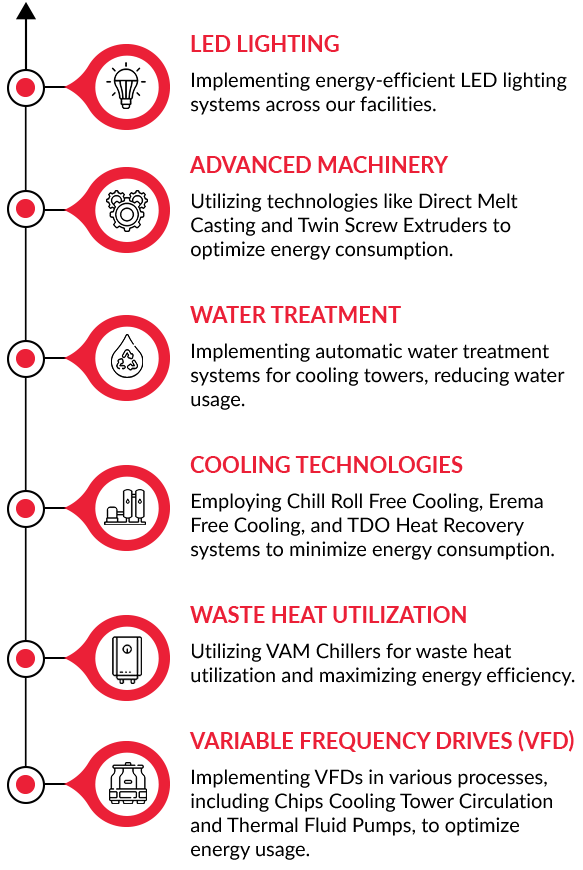 LED LIGHTING
Implementing energy-efficient LED lighting
systems across our facilities.
ADVANCED MACHINERY
Utilizing technologies like Direct Melt
Casting and Twin Screw Extruders to
optimize energy consumption.
WATER TREATMENT
Implementing automatic water treatment
systems for cooling towers, reducing water
usage.
COOLING TECHNOLOGIES
Employing Chill Roll Free Cooling, Erema
Free Cooling, and TDO Heat Recovery
systems to minimize energy consumption.
WASTE HEAT UTILIZATION
Utilizing VAM Chillers for waste heat
utilization and maximizing energy efficiency.
VARIABLE FREQUENCY DRIVES (VFD)
Implementing VFDs in various processes,
including Chips Cooling Tower Circulation
and Thermal Fluid Pumps, to optimize
energy usage.